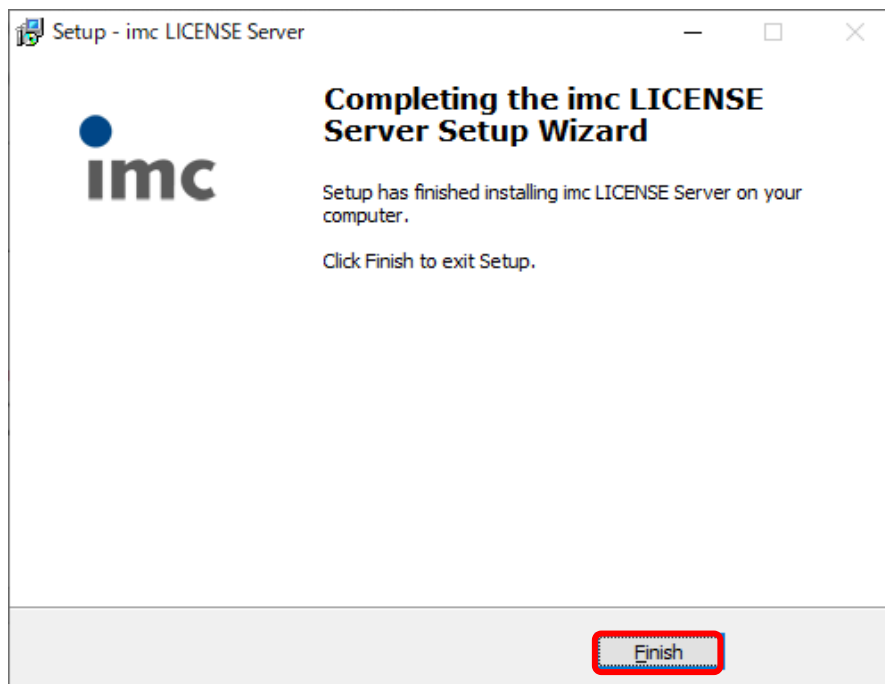 Setup - imc LICENSE Server
imc
Completing the imc LICENSE
Server Setup Wizard
Setup has finished installing imc LICENSE Server on your
computer.
Click Finish to exit Setup.
Finish